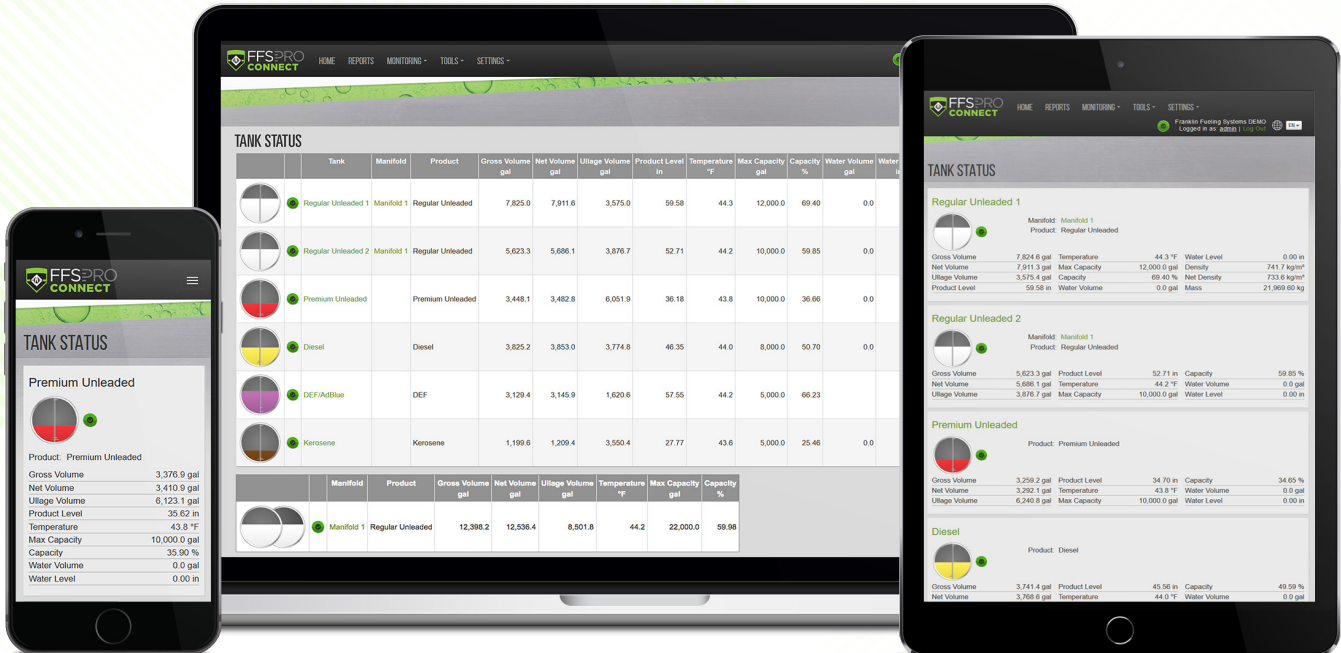 FFSPRO
CONNECT
HOME REPORTS MONITORING TOOLS SETTINGS
TANK STATUS
Tank Manifold Product Gross Volume gal Net Volume gal Ullage Volume gal Product Level in Temperature °F Max Capacity gal Capacity % Water Volume gal Water
Regular Unleaded 1 Manifold 1 Regular Unleaded 7,825.0 7,911.6 3,575.0 59.58 44.3 12,000.0 69.40 0.0
Regular Unleaded 2 Manifold 1 Regular Unleaded 5,623.3 5,686.1 3,876.7 52.71 44.2 10,000.0 59.85 0.0
Premium Unleaded Premium Unleaded 3,448.1 3,482.8 6,051.9 36.18 43.8 10,000.0 36.66 0.0
Diesel Diesel 3,825.2 3,853.0 3,774.8 46.35 44.0 8,000.0 50.70 0.0
DEF/AdBlue DEF 3,129.4 3,145.9 1,620.6 57.55 44.2 5,000.0 66.23
Kerosene Kerosene 1,199.6 1,209.4 3,550.4 27.77 43.6 5,000.0 25.46 0.0
Manifold Product Gross Volume gal Net Volume gal Ullage Volume gal Temperature °F Max Capacity gal Capacity %
Manifold 1 Regular Unleaded 12,398.2 12,536.4 8,501.8 44.2 22,000.0 59.98
FFSPRO
CONNECT
TANK STATUS
Premium Unleaded
Product: Premium Unleaded
Gross Volume 3,376.9 gal
Net Volume 3,410.9 gal
Ullage Volume 6,123.1 gal
Product Level 35.62 in
Temperature 43.8 °F
Max Capacity 10,000.0 gal
Capacity 35.90 %
Water Volume 0.0 gal
Water Level 0.00 in
FFSPRO
CONNECT
HOME REPORTS MONITORING TOOLS SETTINGS
Franklin Fueling Systems DEMO
Logged in as: admin | Log Out
EN
TANK STATUS
Regular Unleaded 1
Manifold: Manifold 1
Product: Regular Unleaded
Gross Volume 7,824.6 gal Temperature 44.3 °F Water Level 0.00 in
Net Volume 7,911.3 gal Max Capacity 12,000.0 gal Density 741.7 kg/m³
Ullage Volume 3,575.4 gal Capacity 69.40 % Net Density 733.6 kg/m³
Product Level 59.58 in Water Volume 0.0 gal Mass 21,969.60 kg
Regular Unleaded 2
Manifold: Manifold 1
Product: Regular Unleaded
Gross Volume 5,623.3 gal Product Level 52.71 in Capacity 59.85 %
Net Volume 5,686.1 gal Temperature 44.2 °F Water Volume 0.0 gal
Ullage Volume 3,876.7 gal Max Capacity 10,000.0 gal Water Level 0.00 in
Premium Unleaded
Product: Premium Unleaded
Gross Volume 3,259.2 gal Product Level 34.70 in Capacity 34.65 %
Net Volume 3,292.1 gal Temperature 43.8 °F Water Volume 0.0 gal
Ullage Volume 6,240.8 gal Max Capacity 10,000.0 gal Water Level 0.00 in
Diesel
Product: Diesel
Gross Volume 3,741.4 gal Product Level 45.56 in Capacity 49.59 %
Net Volume 3,768.6 gal Temperature 44.0 °F Water Volume 0.0 gal